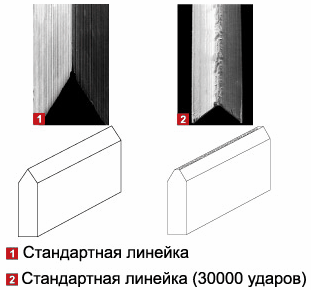 1
2
1 Стандартная линейка
2 Стандартная линейка (30000 ударов)